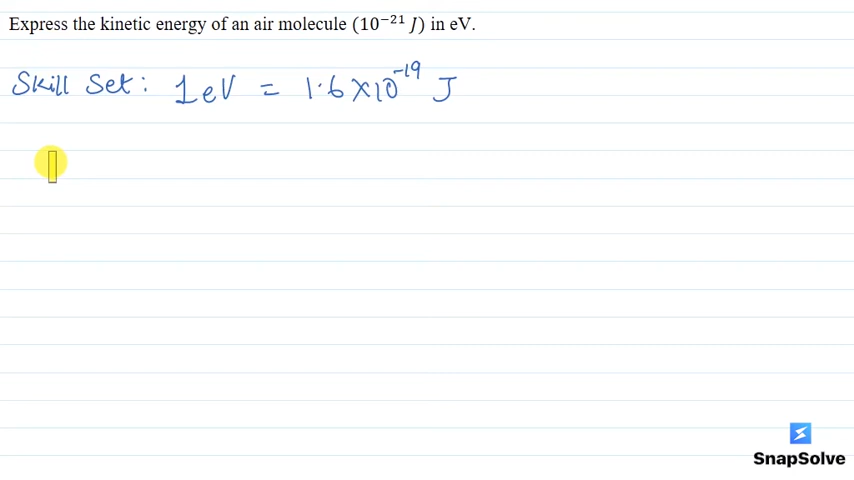 Express the kinetic energy of an air molecule (10⁻²¹ J) in eV.
Skill Set: 1 eV = 1.6 × 10⁻¹⁹ J
SnapSolve